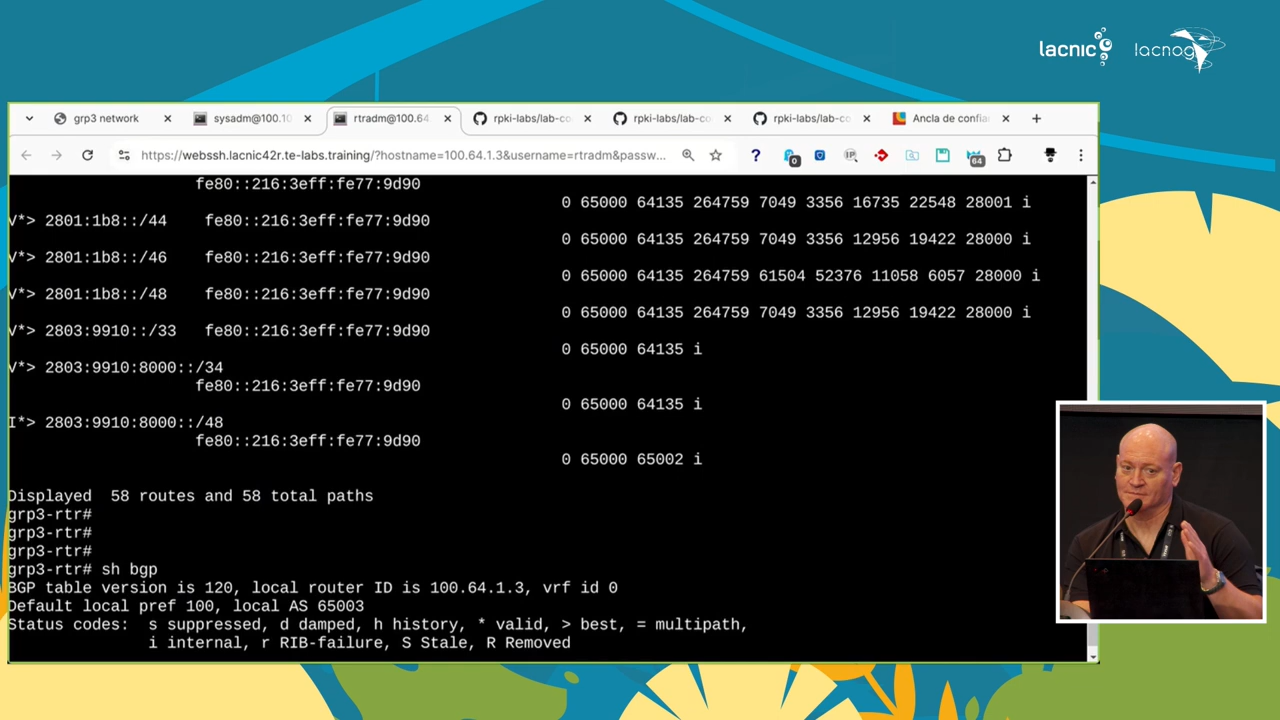 lacnic lacnog
grp3 network
sysadm@100.10
rtradm@100.64
rpki-labs/lab-co
rpki-labs/lab-co
rpki-labs/lab-co
Ancla de confia
https://webssh.lacnic42r.te-labs.training/?hostname=100.64.1.3&username=rtradm&passw...
? 0 IP 64
fe80::216:3eff:fe77:9d90
0 65000 64135 264759 7049 3356 16735 22548 28001 i
V*> 2801:1b8::/44 fe80::216:3eff:fe77:9d90
0 65000 64135 264759 7049 3356 12956 19422 28000 i
V*> 2801:1b8::/46 fe80::216:3eff:fe77:9d90
0 65000 64135 264759 61504 52376 11058 6057 28000 i
V*> 2801:1b8::/48 fe80::216:3eff:fe77:9d90
0 65000 64135 264759 7049 3356 12956 19422 28000 i
V*> 2803:9910::/33 fe80::216:3eff:fe77:9d90
0 65000 64135 i
V*> 2803:9910:8000::/34
fe80::216:3eff:fe77:9d90
0 65000 64135 i
I*> 2803:9910:8000::/48
fe80::216:3eff:fe77:9d90
0 65000 65002 i
Displayed 58 routes and 58 total paths
grp3-rtr#
grp3-rtr#
grp3-rtr#
grp3-rtr# sh bgp
BGP table version is 120, local router ID is 100.64.1.3, vrf id 0
Default local pref 100, local AS 65003
Status codes: s suppressed, d damped, h history, * valid, > best, = multipath,
i internal, r RIB-failure, S Stale, R Removed